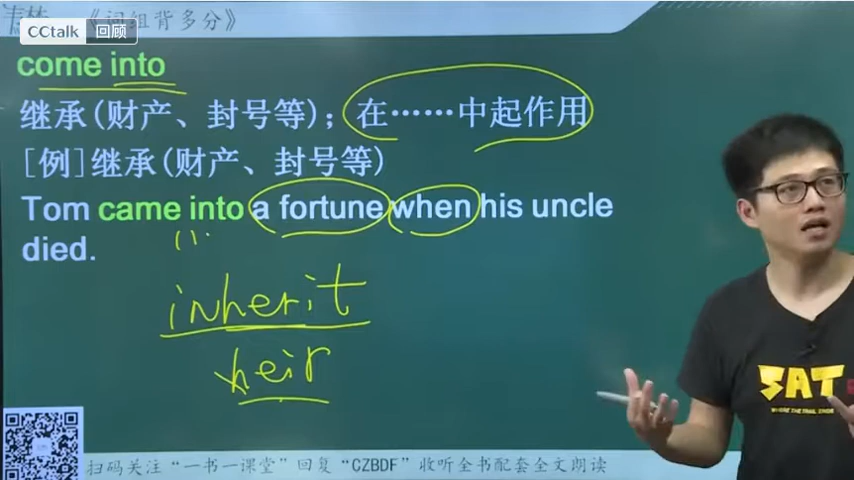 《词组背多分》
CCtalk 回顾
come into
继承(财产、封号等)；在……中起作用
[例]继承(财产、封号等)
Tom came into a fortune when his uncle
died.
inherit
heir
SAT
扫码关注“一书一课堂”回复“CZBDF”收听全书配套全文朗读